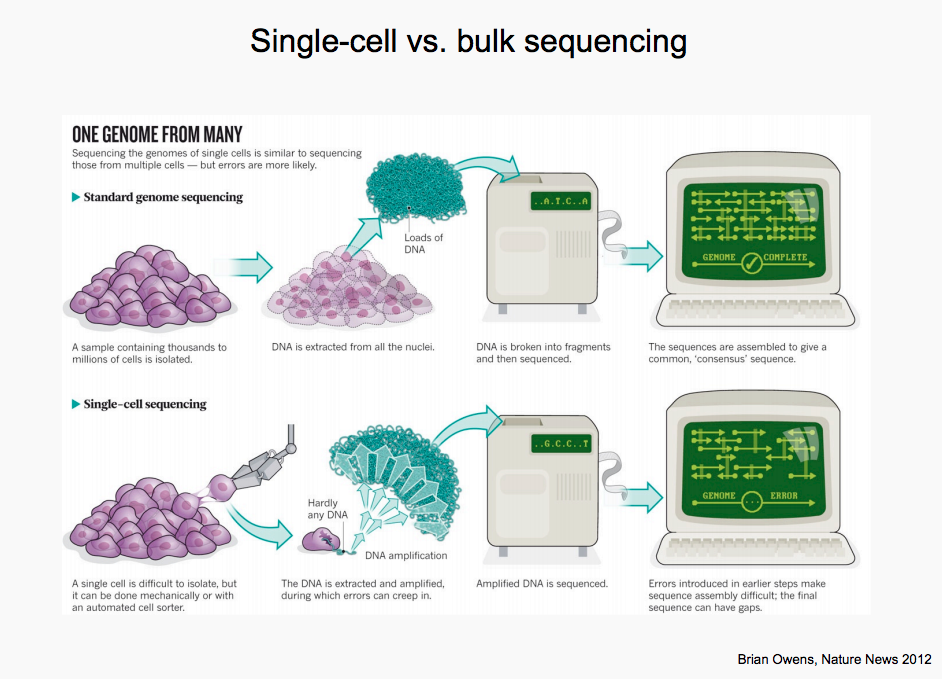 Single-cell vs. bulk sequencing
ONE GENOME FROM MANY
Sequencing the genomes of single cells is similar to sequencing
those from multiple cells — but errors are more likely.
Standard genome sequencing
Loads of
DNA
..A.T.C..A
GENOME COMPLETE
A sample containing thousands to
millions of cells is isolated.
DNA is extracted from all the nuclei.
DNA is broken into fragments
and then sequenced.
The sequences are assembled to give a
common, ‘consensus’ sequence.
Single-cell sequencing
Hardly
any DNA
DNA amplification
..G.C.C..T
GENOME ... ERROR
A single cell is difficult to isolate, but
it can be done mechanically or with
an automated cell sorter.
The DNA is extracted and amplified,
during which errors can creep in.
Amplified DNA is sequenced.
Errors introduced in earlier steps make
sequence assembly difficult; the final
sequence can have gaps.
Brian Owens, Nature News 2012